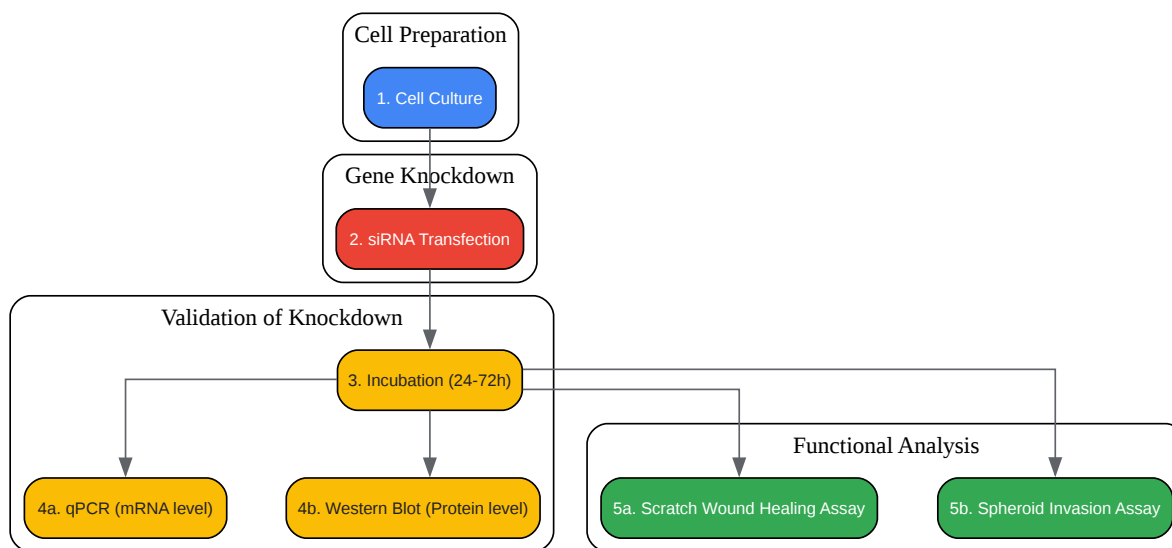 Cell Preparation
1. Cell Culture
Gene Knockdown
2. siRNA Transfection
Validation of Knockdown
3. Incubation (24-72h)
4a. qPCR (mRNA level)
4b. Western Blot (Protein level)
Functional Analysis
5a. Scratch Wound Healing Assay
5b. Spheroid Invasion Assay